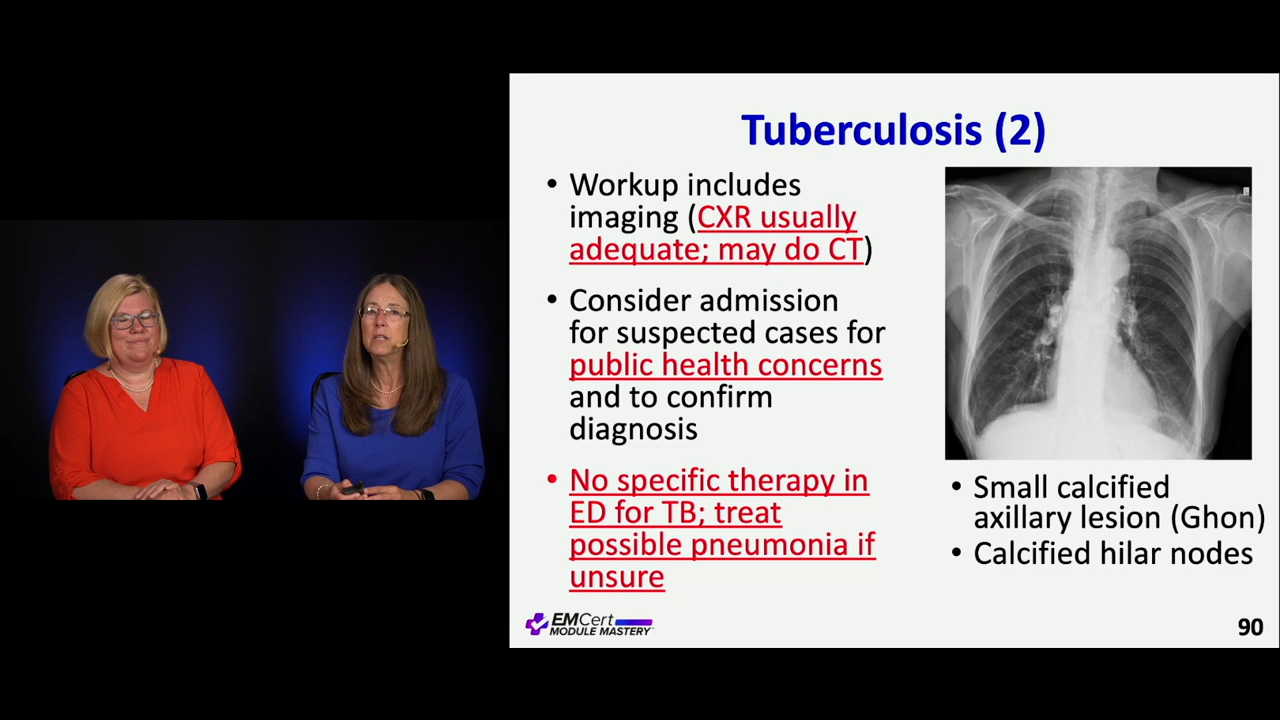 Tuberculosis (2)
• Workup includes
imaging (CXR usually
adequate; may do CT)
• Consider admission
for suspected cases for
public health concerns
and to confirm
diagnosis
• No specific therapy in
ED for TB; treat
possible pneumonia if
unsure
L
• Small calcified
axillary lesion (Ghon)
• Calcified hilar nodes
EMCert
MODULE MASTERY
90